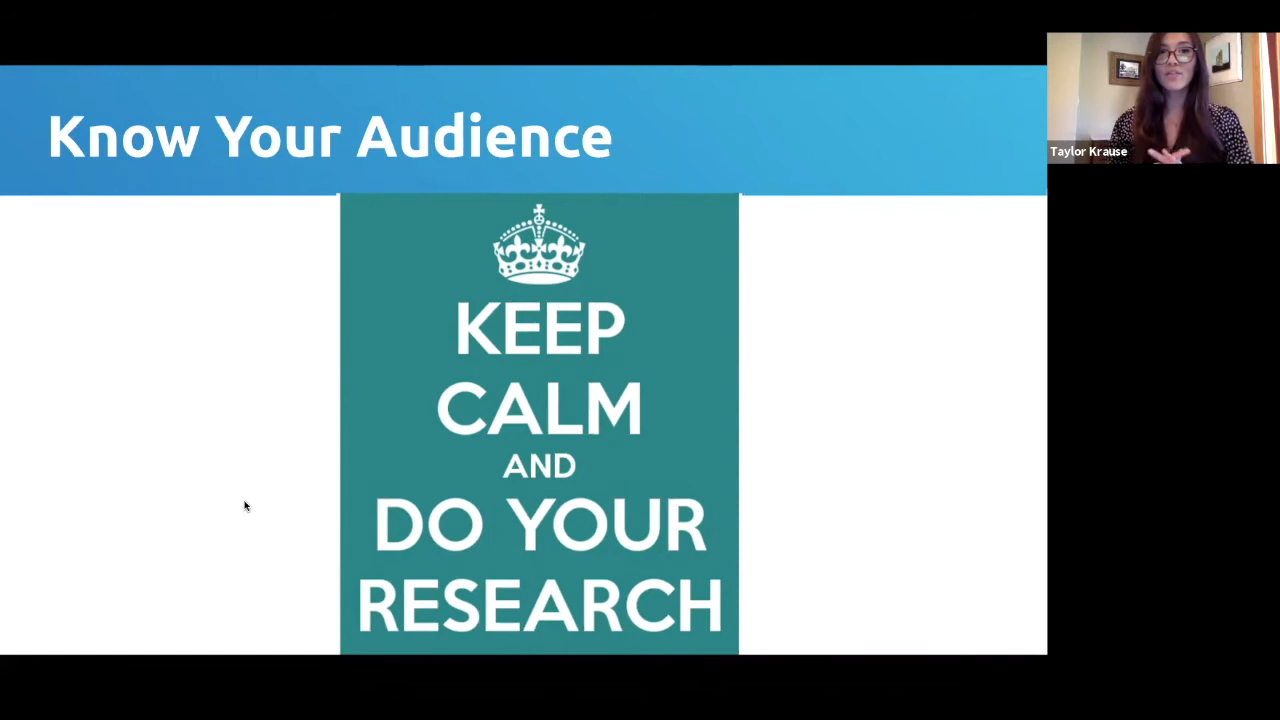 Know Your Audience
Taylor Krause
KEEP
CALM
AND
DO YOUR
RESEARCH